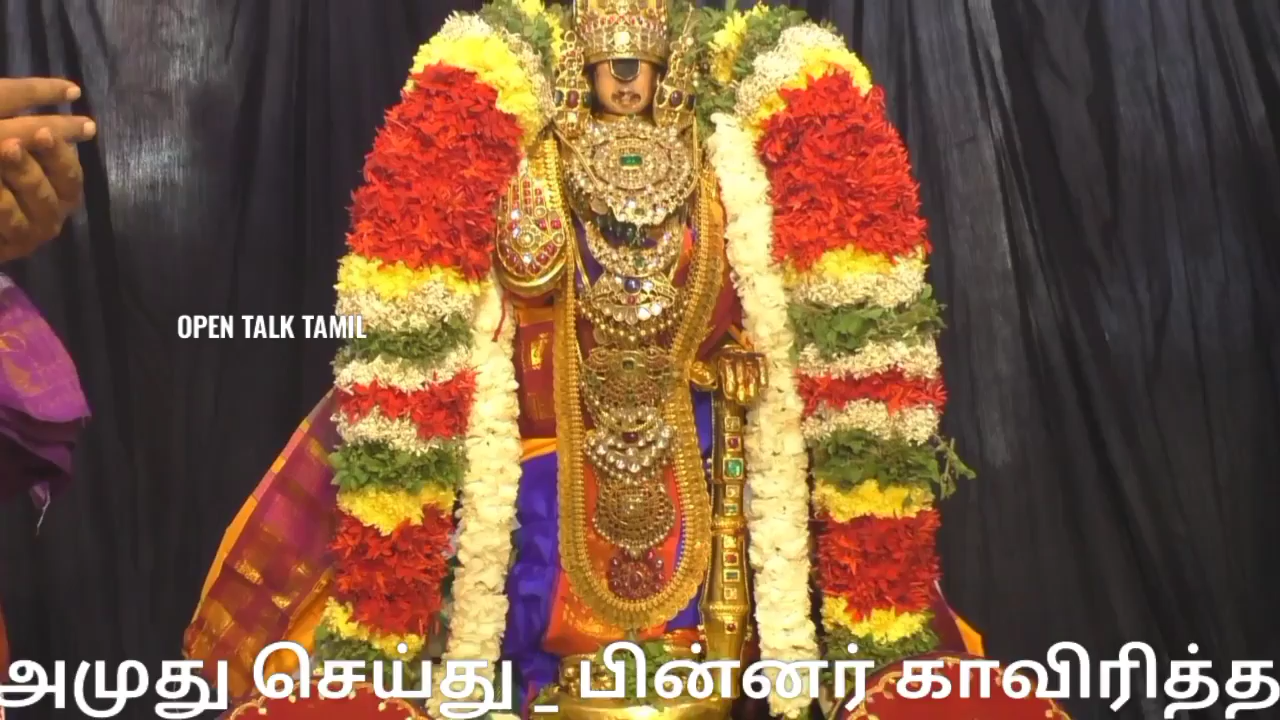 OPEN TALK TAMIL
அமுது செய்து _ பின்னர் காவிரித்த